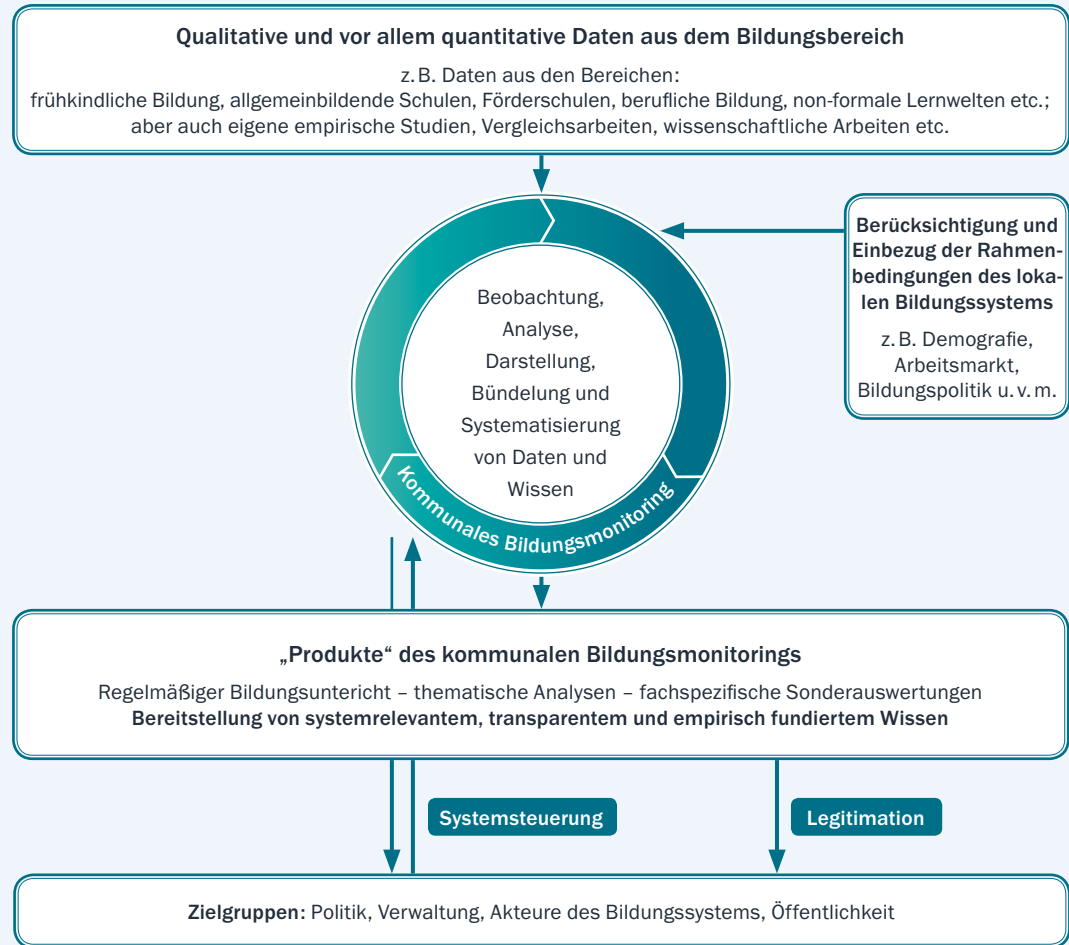 Qualitative und vor allem quantitative Daten aus dem Bildungsbereich
z. B. Daten aus den Bereichen:
frühkindliche Bildung, allgemeinbildende Schulen, Förderschulen, berufliche Bildung, non-formale Lernwelten etc.;
aber auch eigene empirische Studien, Vergleichsarbeiten, wissenschaftliche Arbeiten etc.
Berücksichtigung und
Einbezug der Rahmen-
bedingungen des loka-
len Bildungssystems
z. B. Demografie,
Arbeitsmarkt,
Bildungspolitik u. v. m.
Beobachtung,
Analyse,
Darstellung,
Bündelung und
Systematisierung
von Daten und
Wissen
Kommunales Bildungsmonitoring
„Produkte“ des kommunalen Bildungsmonitorings
Regelmäßiger Bildungsuntericht – thematische Analysen – fachspezifische Sonderauswertungen
Bereitstellung von systemrelevantem, transparentem und empirisch fundiertem Wissen
Systemsteuerung
Legitimation
Zielgruppen: Politik, Verwaltung, Akteure des Bildungssystems, Öffentlichkeit